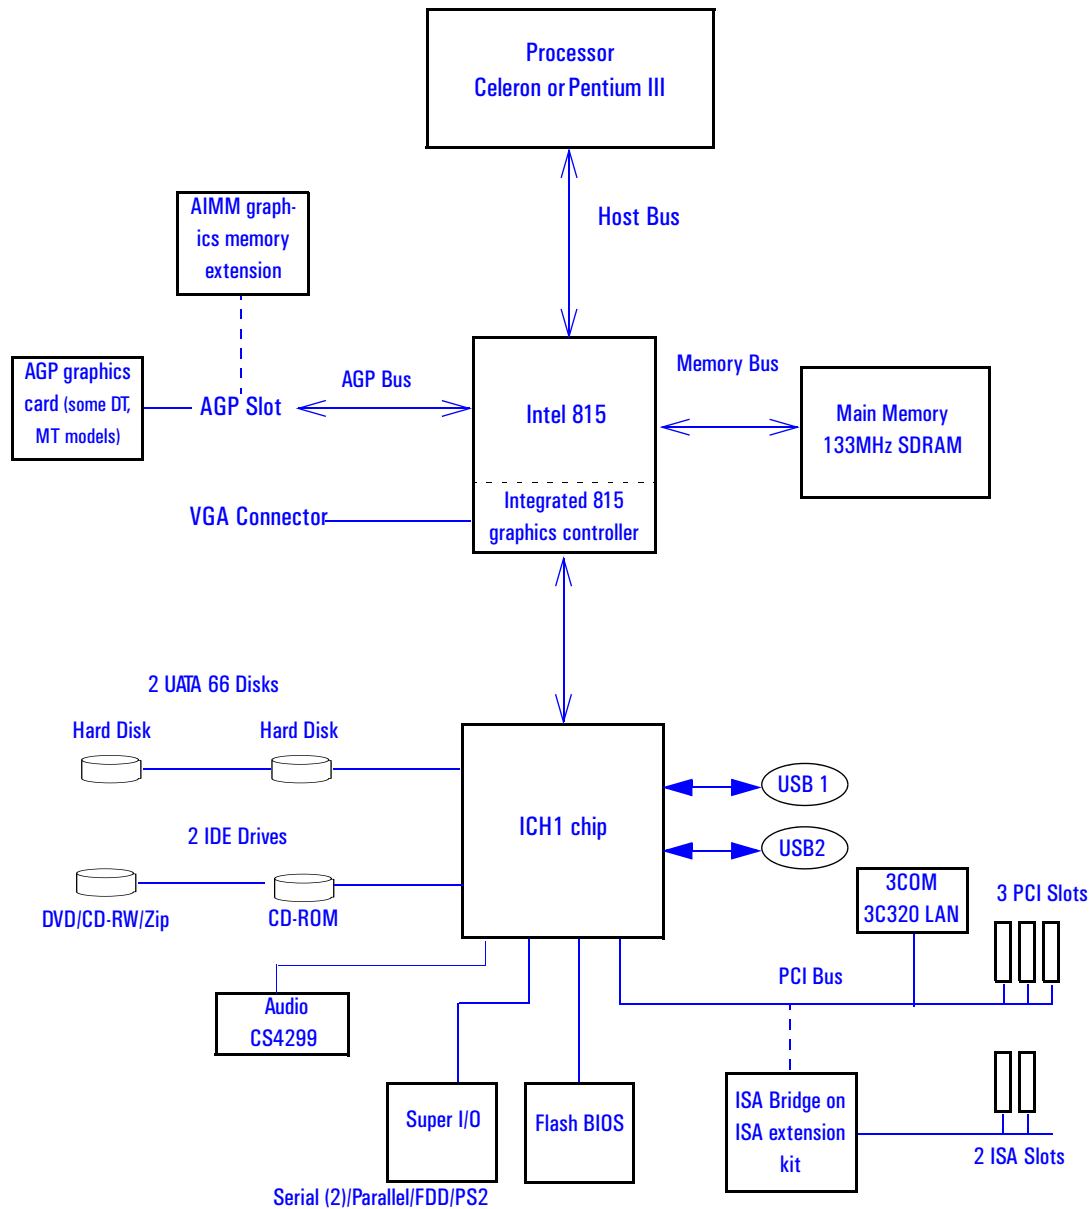 Processor
Celeron or Pentium III
Host Bus
AIMM graph-
ics memory
extension
AGP graphics
card (some DT,
MT models)
AGP Slot
AGP Bus
Intel 815
Memory Bus
Main Memory
133MHz SDRAM
Integrated 815
graphics controller
VGA Connector
2 UATA 66 Disks
Hard Disk
Hard Disk
2 IDE Drives
DVD/CD-RW/Zip
CD-ROM
ICH1 chip
USB 1
USB2
3COM
3C320 LAN
3 PCI Slots
PCI Bus
Audio
CS4299
Super I/O
Flash BIOS
ISA Bridge on
ISA extension
kit
2 ISA Slots
Serial (2)/Parallel/FDD/PS2